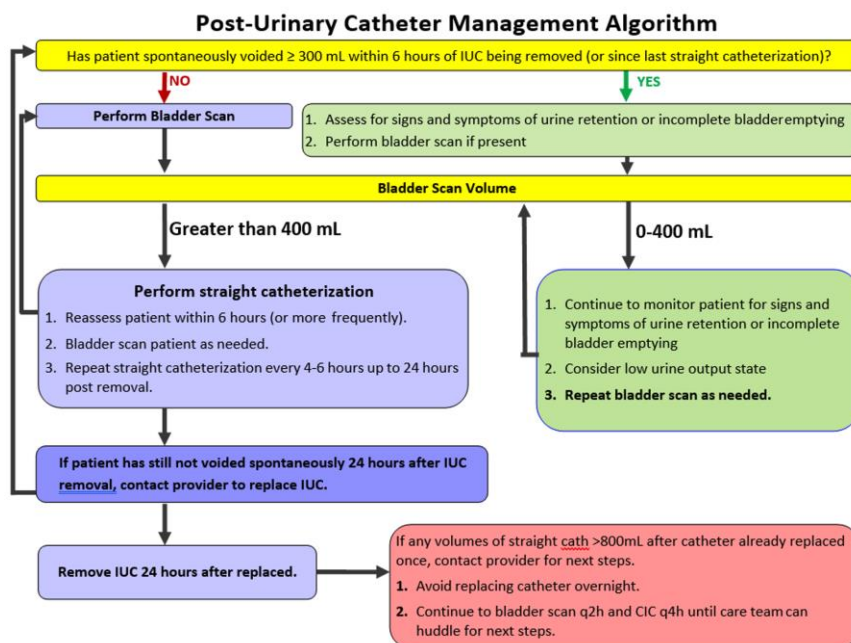 Post-Urinary Catheter Management Algorithm
Has patient spontaneously voided ≥ 300 mL within 6 hours of IUC being removed (or since last straight catheterization)?
NO
YES
Perform Bladder Scan
1. Assess for signs and symptoms of urine retention or incomplete bladderemptying
2. Perform bladder scan if present
Bladder Scan Volume
Greater than 400 mL
0-400 mL
Perform straight catheterization
1. Reassess patient within 6 hours (or more frequently).
2. Bladder scan patient as needed.
3. Repeat straight catheterization every 4-6 hours up to 24 hours
post removal.
1. Continue to monitor patient for signs and
symptoms of urine retention or incomplete
bladder emptying
2. Consider low urine output state
3. Repeat bladder scan as needed.
If patient has still not voided spontaneously 24 hours after IUC
removal, contact provider to replace IUC.
Remove IUC 24 hours after replaced.
If any volumes of straight cath >800mL after catheter already replaced
once, contact provider for next steps.
1. Avoid replacing catheter overnight.
2. Continue to bladder scan q2h and CIC q4h until care team can
huddle for next steps.